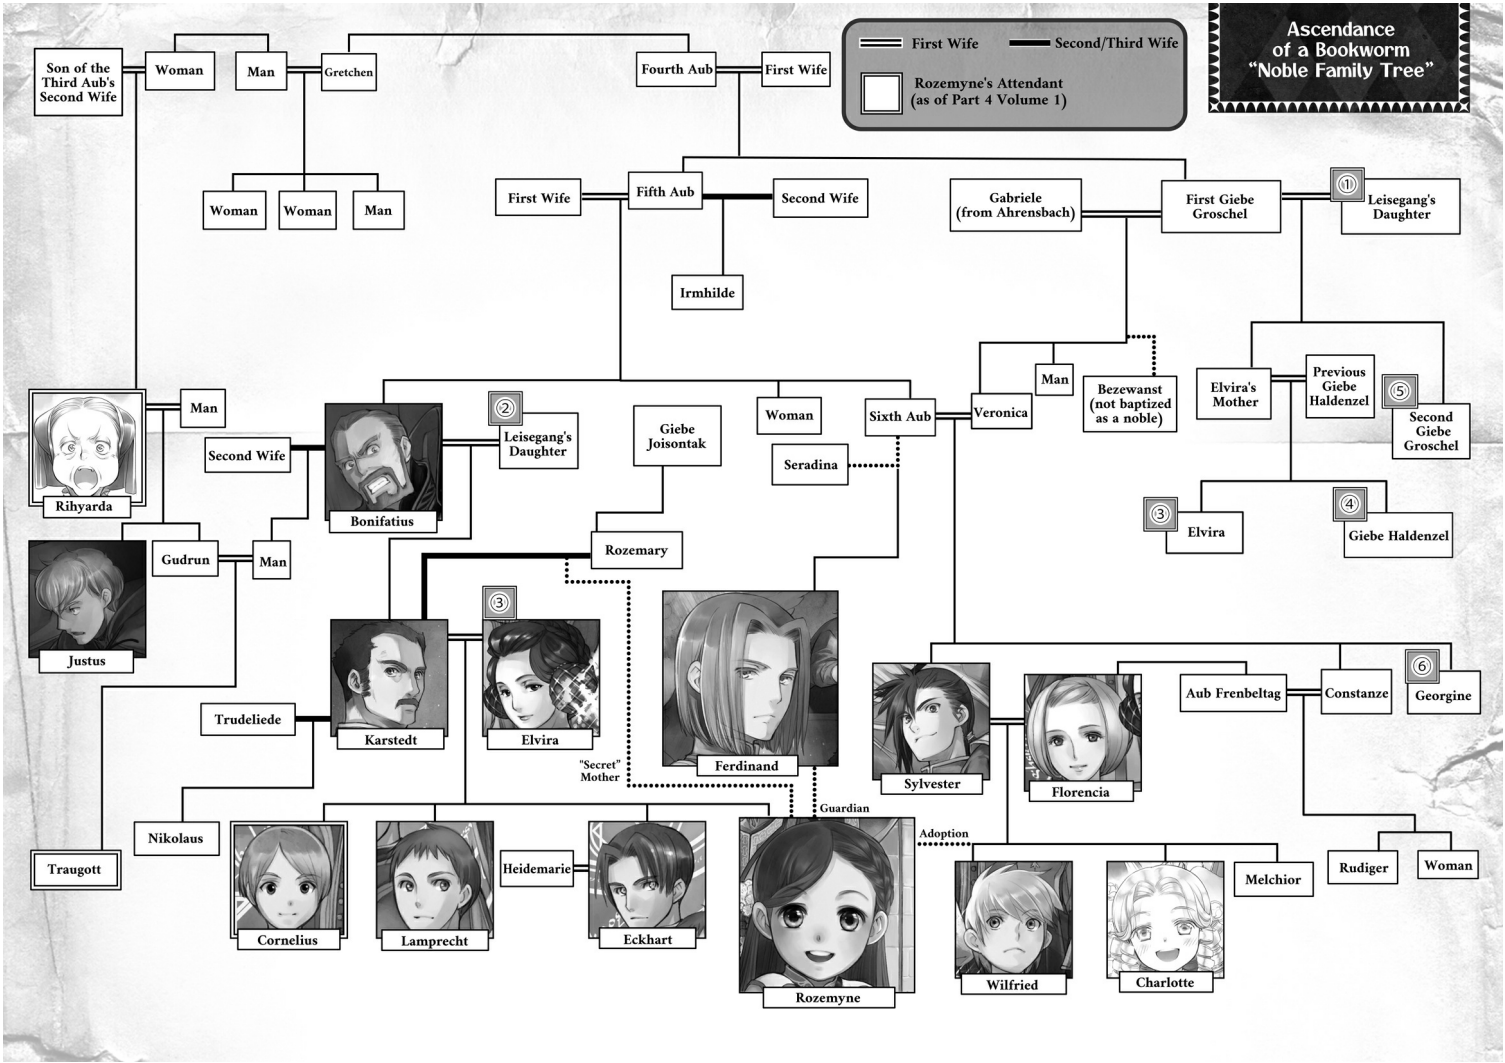 Ascendance
of a Bookworm
“Noble Family Tree”
First Wife
Second/Third Wife
Rozemyne's Attendant
(as of Part 4 Volume 1)
Son of the
Third Aub's
Second Wife
Woman
Man
Gretchen
Fourth Aub
First Wife
Woman
Woman
Man
First Wife
Fifth Aub
Second Wife
Gabriele
(from Ahrensbach)
First Giebe
Groschel
①
Leisegang's
Daughter
Irmhilde
Rihyarda
Man
Second Wife
Bonifatius
②
Leisegang's
Daughter
Giebe
Joisontak
Woman
Sixth Aub
Veronica
Seradina
Man
Bezewanst
(not baptized
as a noble)
Elvira's
Mother
Previous
Giebe
Haldenzel
⑤
Second
Giebe
Groschel
③
Elvira
④
Giebe Haldenzel
Justus
Gudrun
Man
Rozemary
Trudeliede
Karstedt
③
Elvira
Ferdinand
Sylvester
Florencia
Aub Frenbeltag
Constanze
⑥
Georgine
“Secret”
Mother
Guardian
Adoption
Traugott
Nikolaus
Cornelius
Lamprecht
Heidemarie
Eckhart
Rozemyne
Wilfried
Charlotte
Melchior
Rudiger
Woman